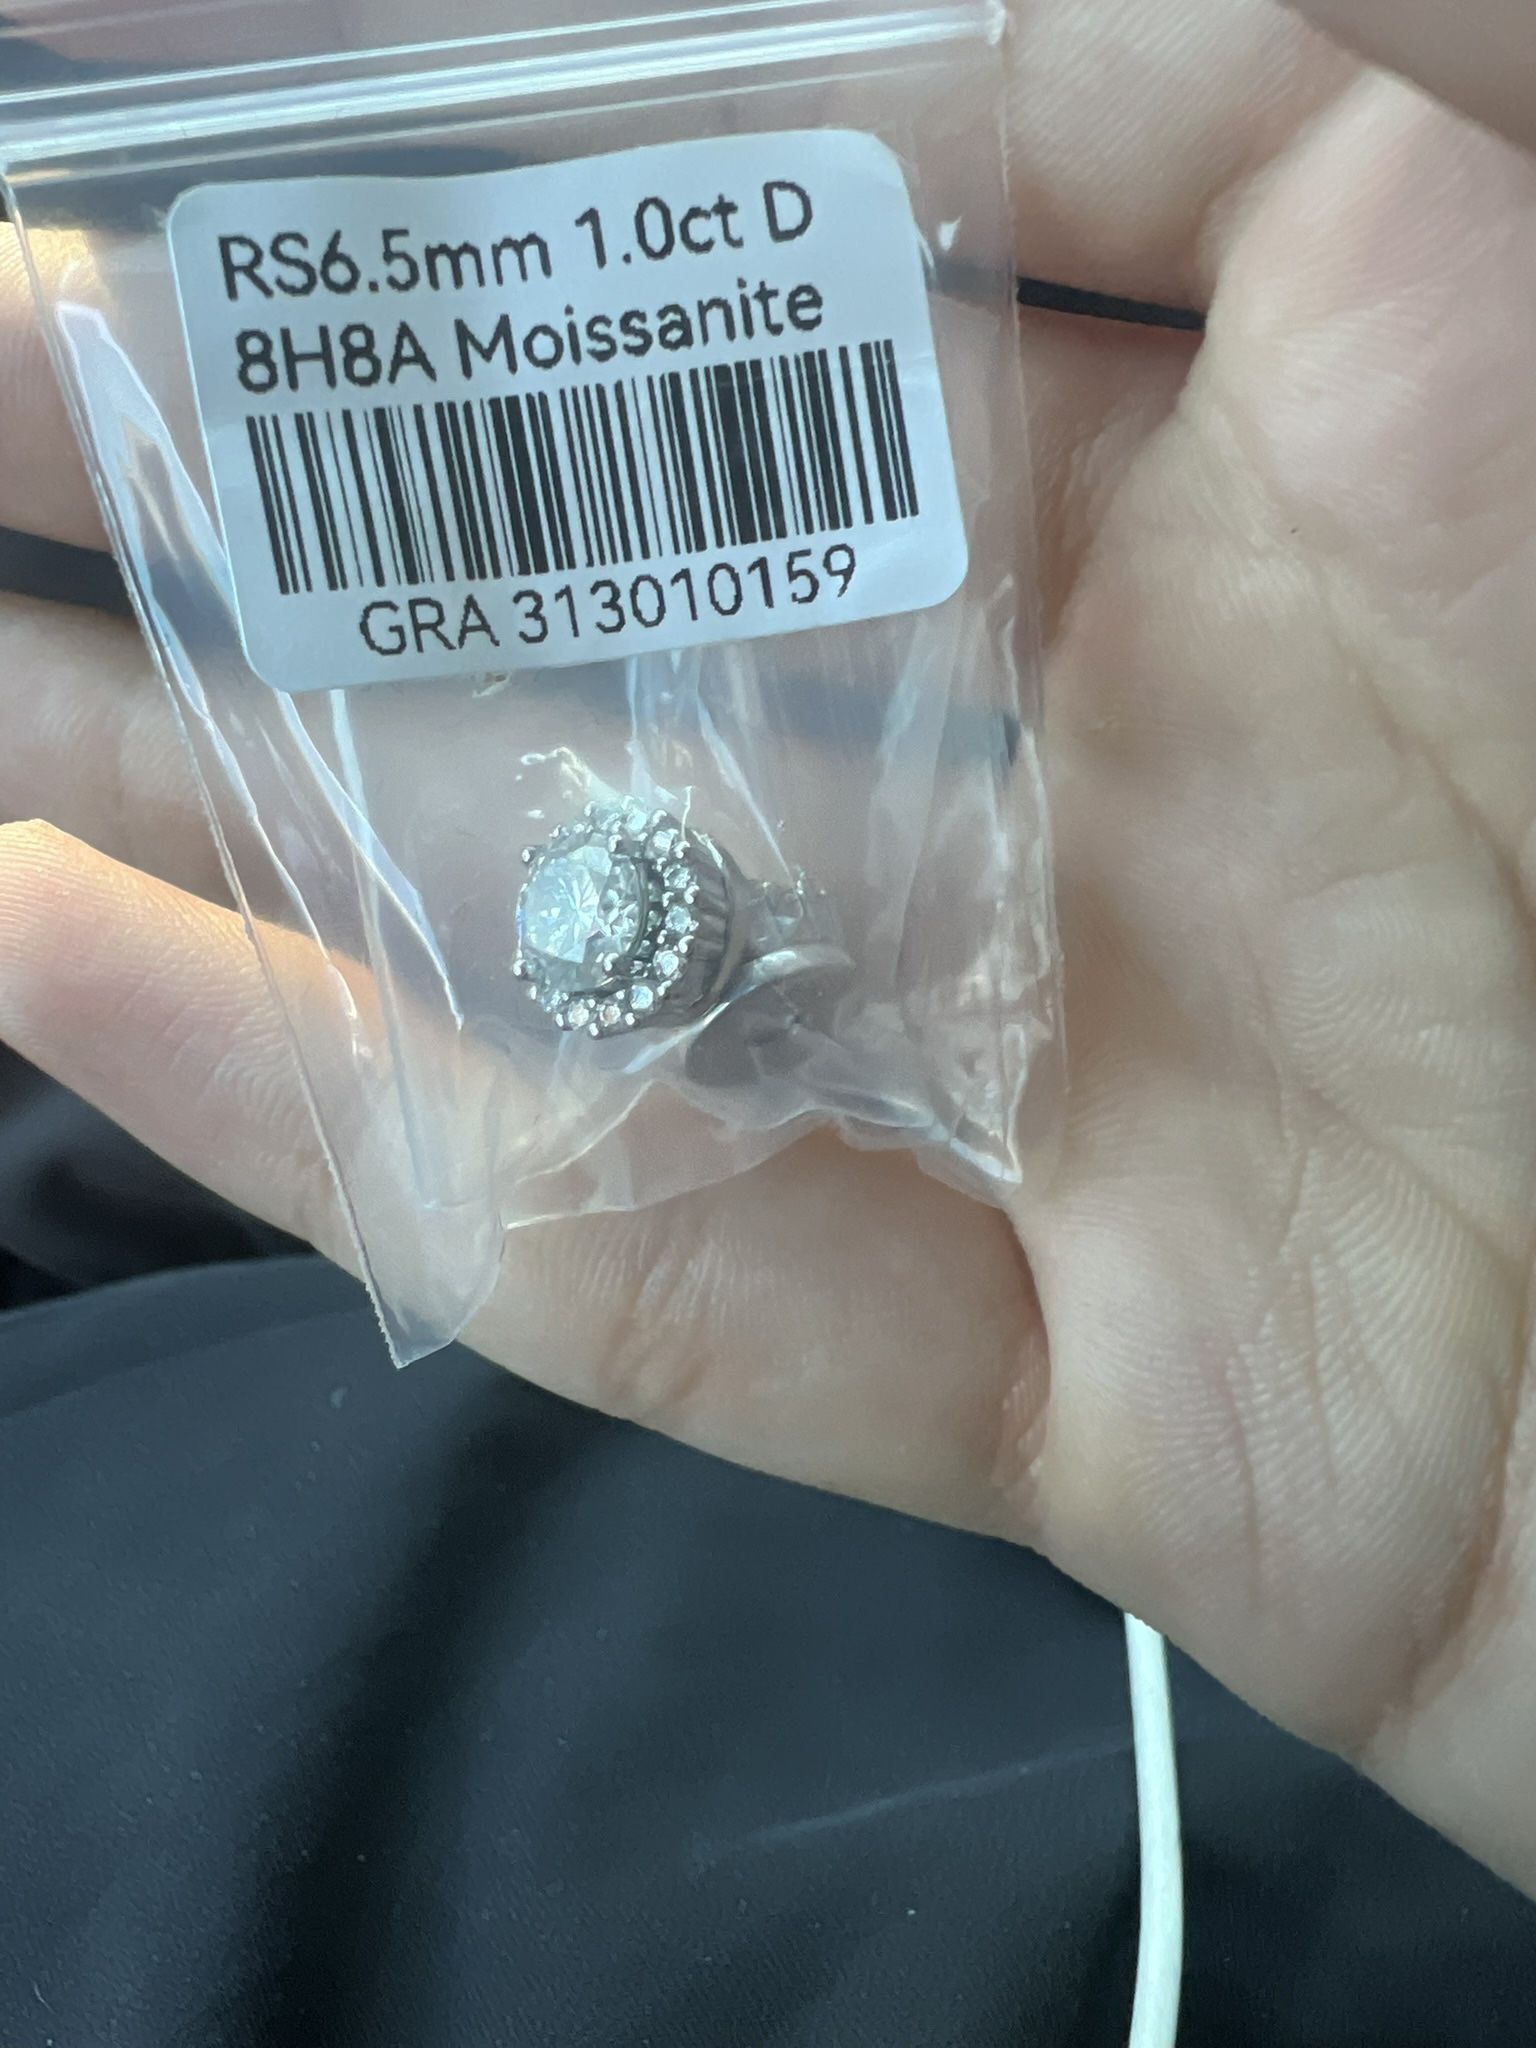 RS6.5mm 1.0ct D
8H8A Moissanite
GRA 313010159